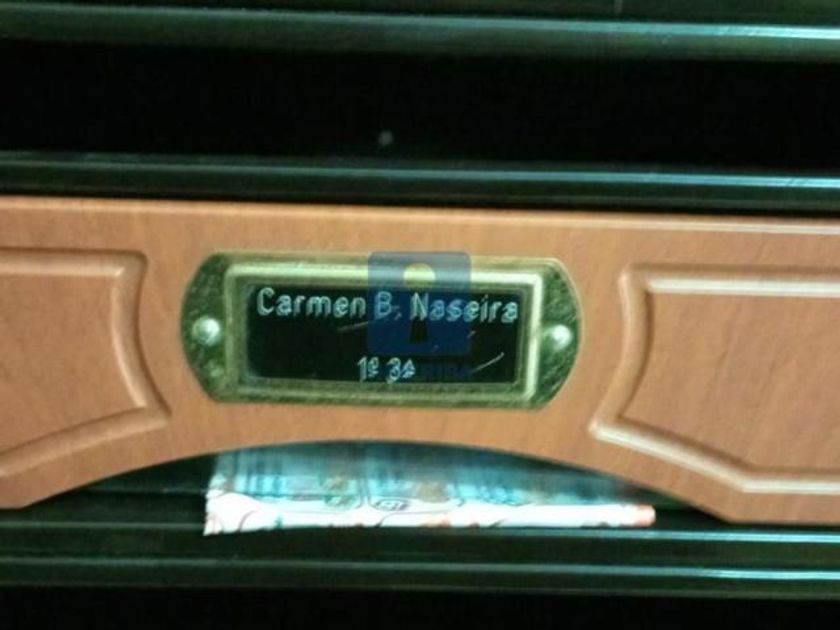 Carmen B. Naseira
1º 3ª